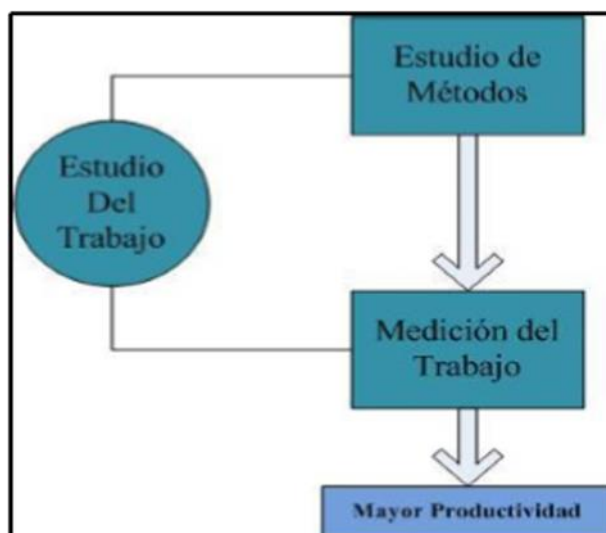 Estudio de
Métodos
Estudio
Del
Trabajo
Medición del
Trabajo
Mayor Productividad